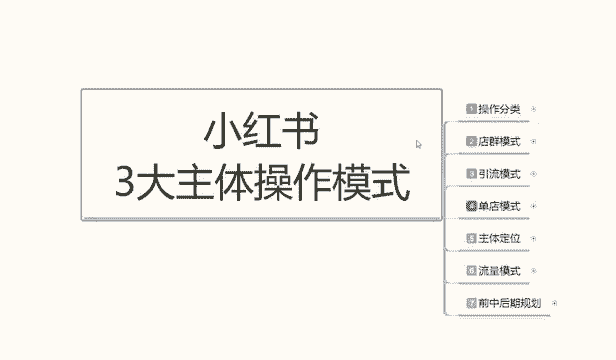 小红书
3大主体操作模式
1 操作分类
2 店群模式
3 引流模式
4 单店模式
5 主体定位
6 流量模式
7 前中后期规划